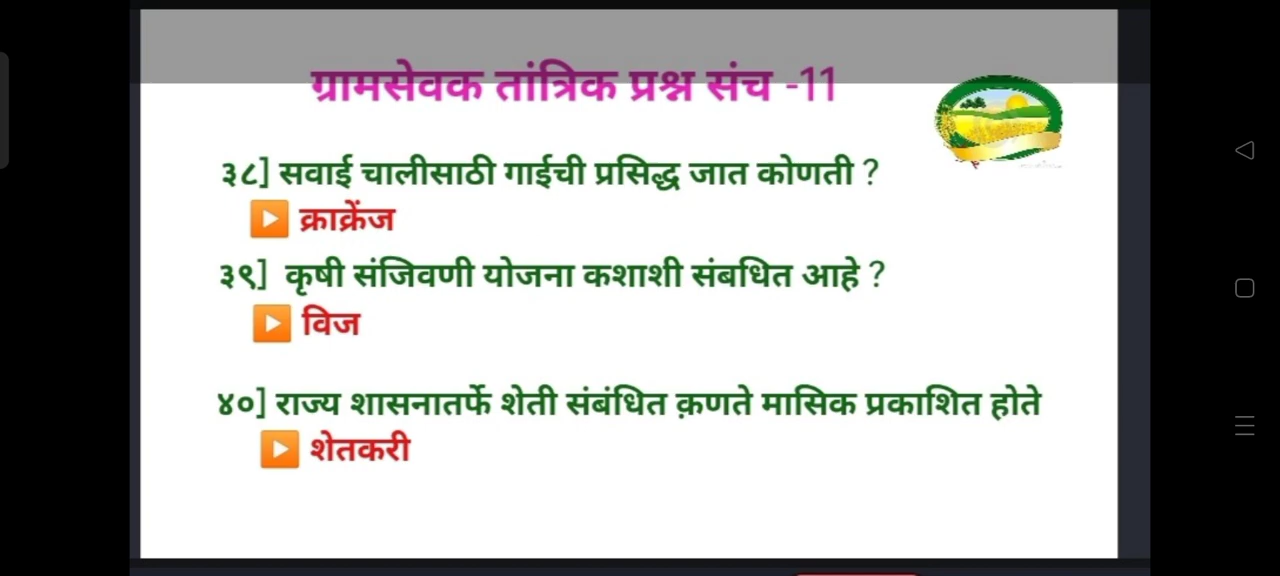 ग्रामसेवक तांत्रिक प्रश्न संच -11
३८] सवाई चालीसाठी गाईची प्रसिद्ध जात कोणती ?
क्राक्रेंज
३९] कृषी संजिवणी योजना कशाशी संबधित आहे ?
विज
४०] राज्य शासनातर्फे शेती संबंधित क़णते मासिक प्रकाशित होते
शेतकरी